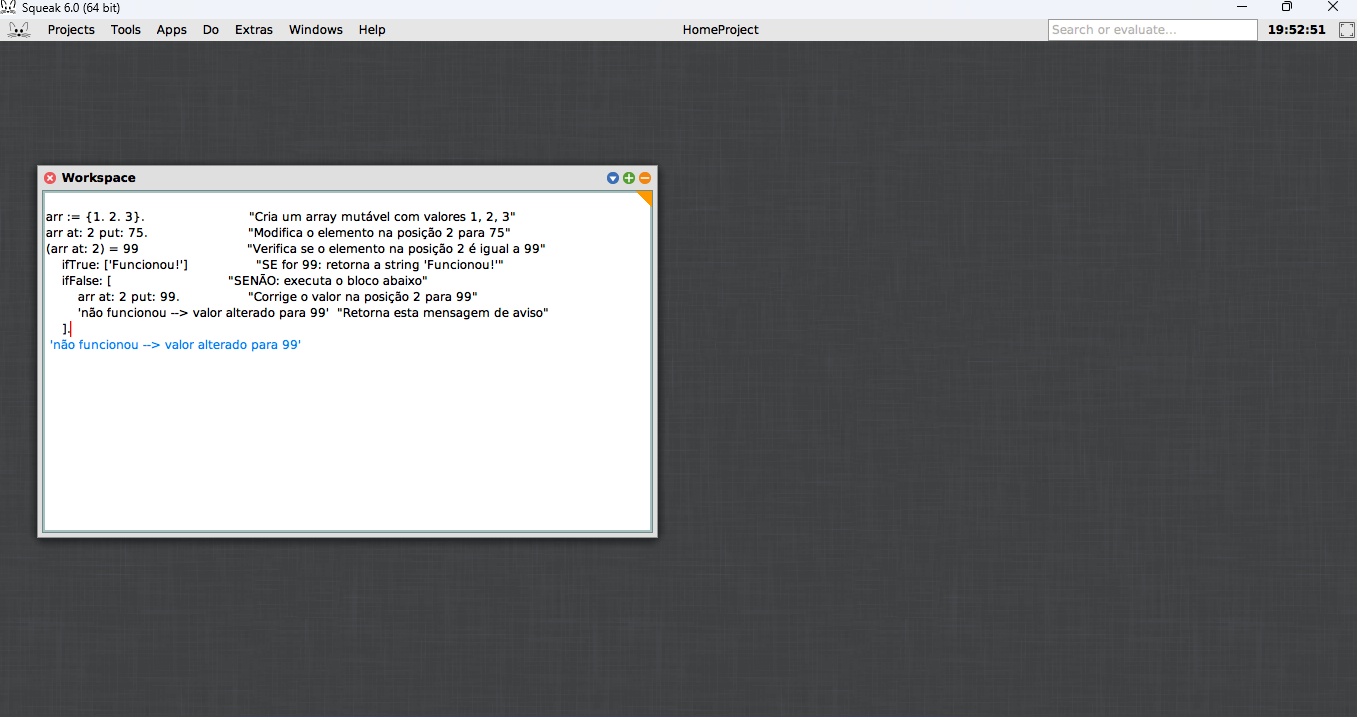 Squeak 6.0 (64 bit)
Projects Tools Apps Do Extras Windows Help HomeProject Search or evaluate... 19:52:51
Workspace
arr := {1. 2. 3}. "Cria um array mutável com valores 1, 2, 3"
arr at: 2 put: 75. "Modifica o elemento na posição 2 para 75"
(arr at: 2) = 99 "Verifica se o elemento na posição 2 é igual a 99"
ifTrue: ['Funcionou!'] "SE for 99: retorna a string 'Funcionou!'"
ifFalse: [ "SENÃO: executa o bloco abaixo"
arr at: 2 put: 99. "Corrige o valor na posição 2 para 99"
'não funcionou --> valor alterado para 99' "Retorna esta mensagem de aviso"
].
'não funcionou --> valor alterado para 99'